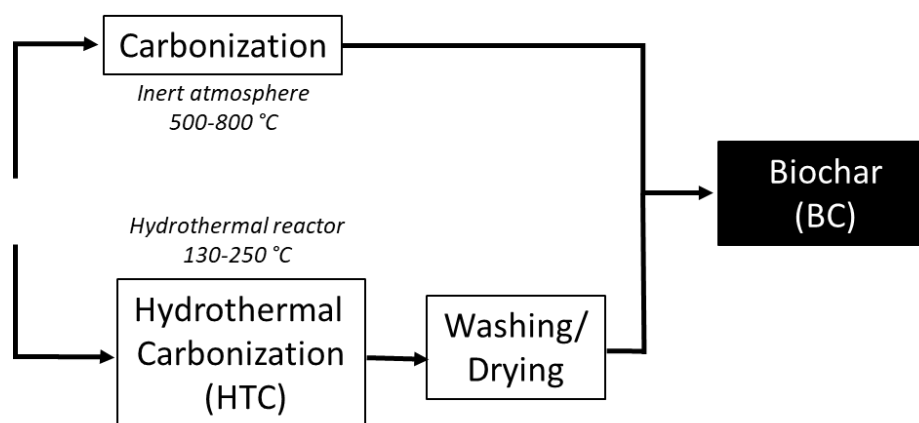 Carbonization
Inert atmosphere
500-800 °C
Hydrothermal reactor
130-250 °C
Hydrothermal
Carbonization
(HTC)
Washing/
Drying
Biochar
(BC)